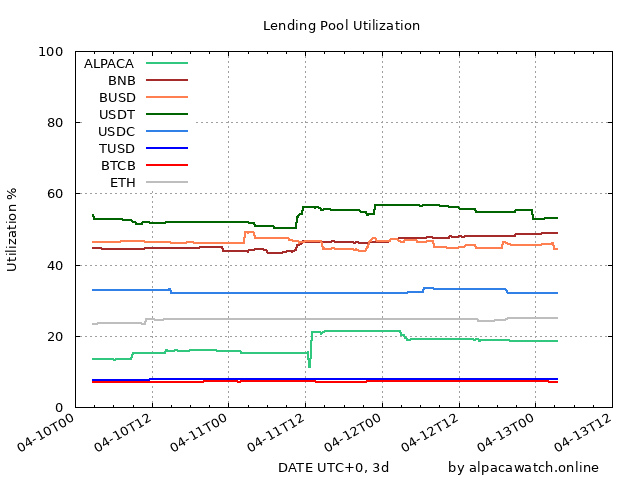 Lending Pool Utilization
Utilization %
100
80
60
40
20
0
ALPACA
BNB
BUSD
USDT
USDC
TUSD
BTCB
ETH
04-10T00
04-10T12
04-11T00
04-11T12
04-12T00
04-12T12
04-13T00
04-13T12
DATE UTC+0, 3d by alpacawatch.online